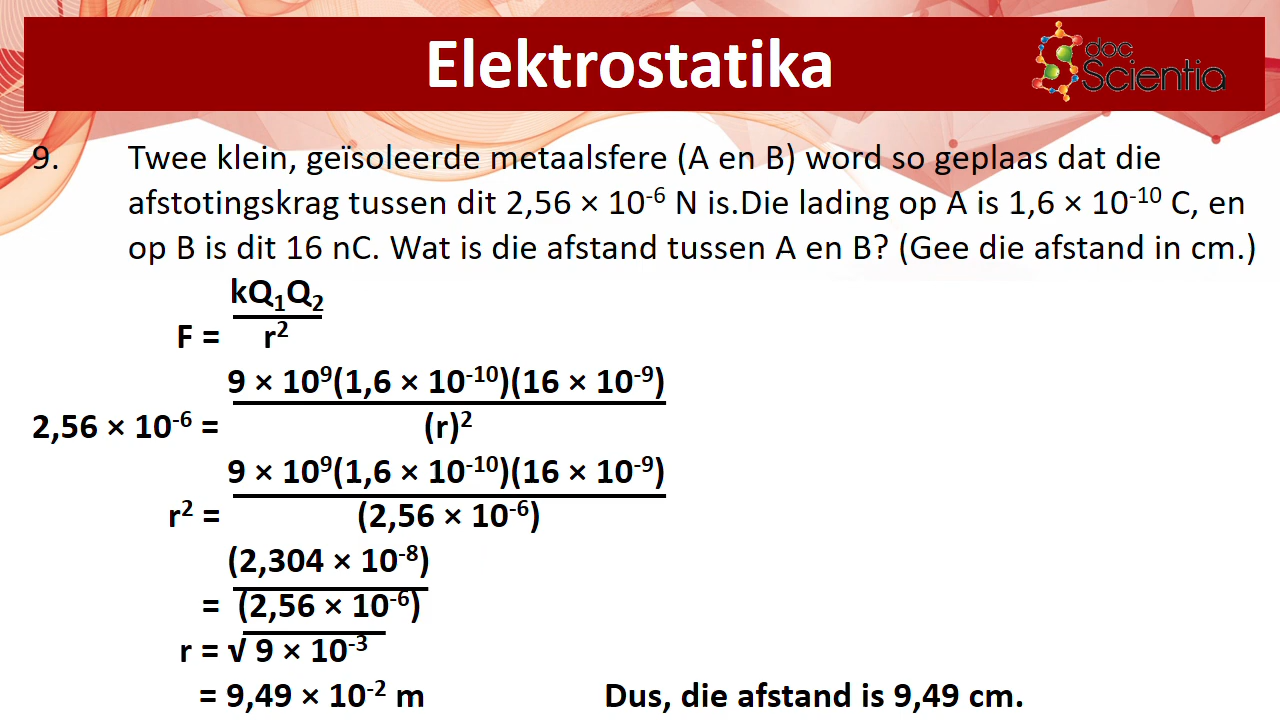 Elektrostatika
doc
Scientia
9. Twee klein, geïsoleerde metaalsfere (A en B) word so geplaas dat die
afstotingskrag tussen dit 2,56 × 10⁻⁶ N is.Die lading op A is 1,6 × 10⁻¹⁰ C, en
op B is dit 16 nC. Wat is die afstand tussen A en B? (Gee die afstand in cm.)
kQ₁Q₂
F = r²
9 × 10⁹(1,6 × 10⁻¹⁰)(16 × 10⁻⁹)
2,56 × 10⁻⁶ = (r)²
9 × 10⁹(1,6 × 10⁻¹⁰)(16 × 10⁻⁹)
r² = (2,56 × 10⁻⁶)
(2,304 × 10⁻⁸)
= (2,56 × 10⁻⁶)
r = √ 9 × 10⁻³
= 9,49 × 10⁻² m Dus, die afstand is 9,49 cm.